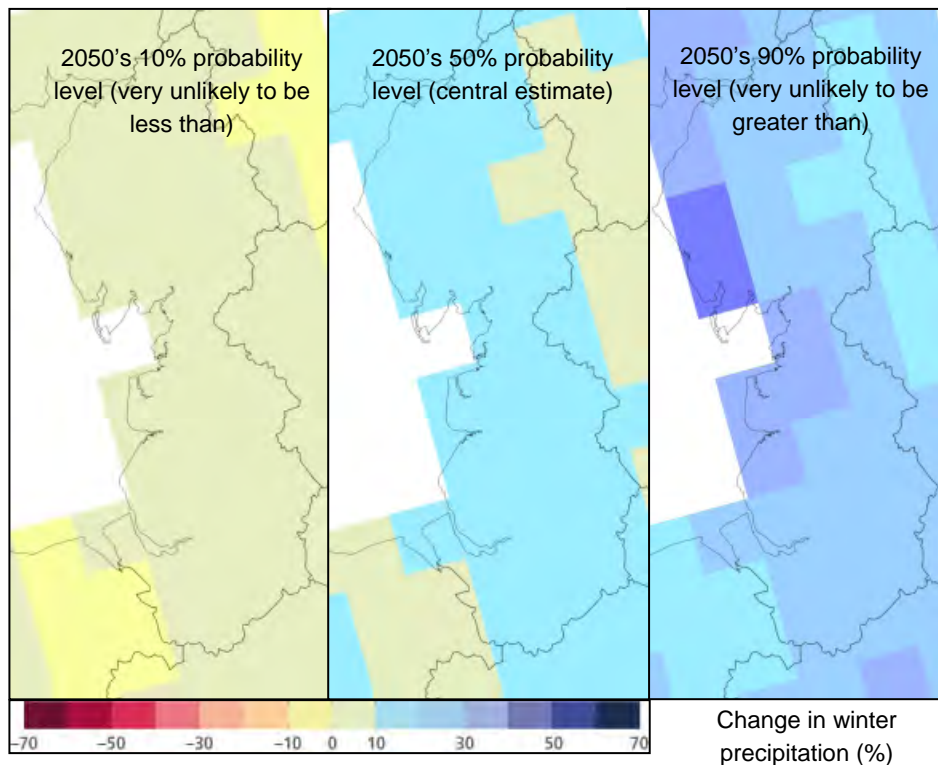 2050's 10% probability
level (very unlikely to be
less than)
2050's 50% probability
level (central estimate)
2050's 90% probability
level (very unlikely to be
greater than)
−70 −50 −30 −10 0 10 30 50 70
Change in winter
precipitation (%)